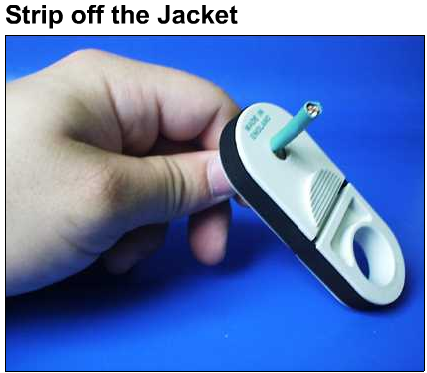 Strip off the Jacket
MADE IN
ENGLAND